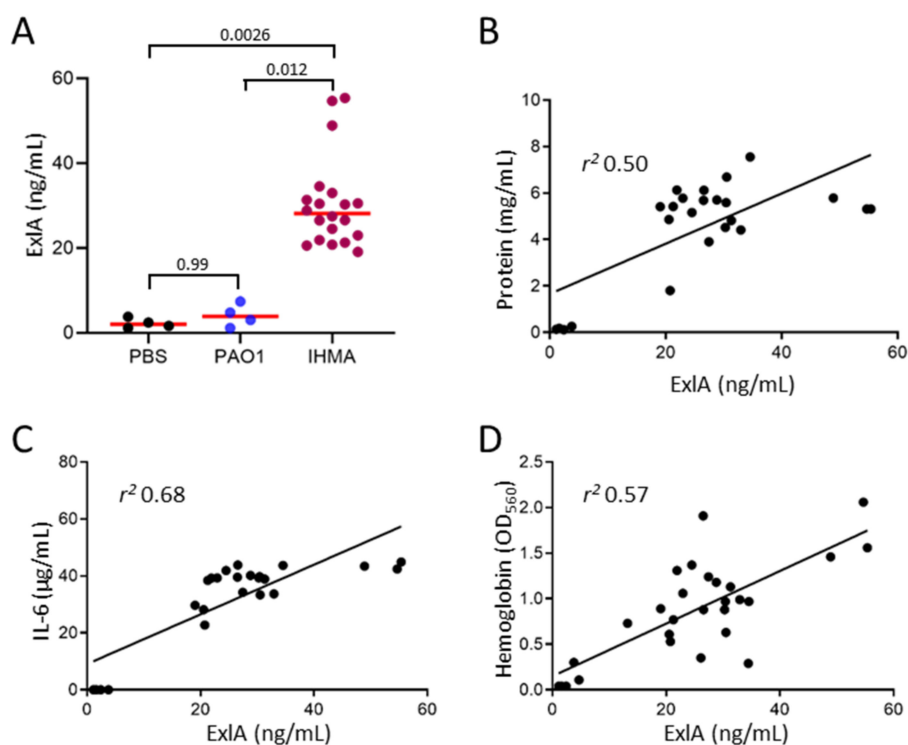 A
0.0026
0.012
0.99
ExlA (ng/mL)
60
40
20
0
PBS PAO1 IHMA
B
r² 0.50
Protein (mg/mL)
10
8
6
4
2
0
0 20 40 60
ExlA (ng/mL)
C
r² 0.68
IL-6 (µg/mL)
80
60
40
20
0
0 20 40 60
ExlA (ng/mL)
D
r² 0.57
Hemoglobin (OD₅₆₀)
2.5
2.0
1.5
1.0
0.5
0.0
0 20 40 60
ExlA (ng/mL)